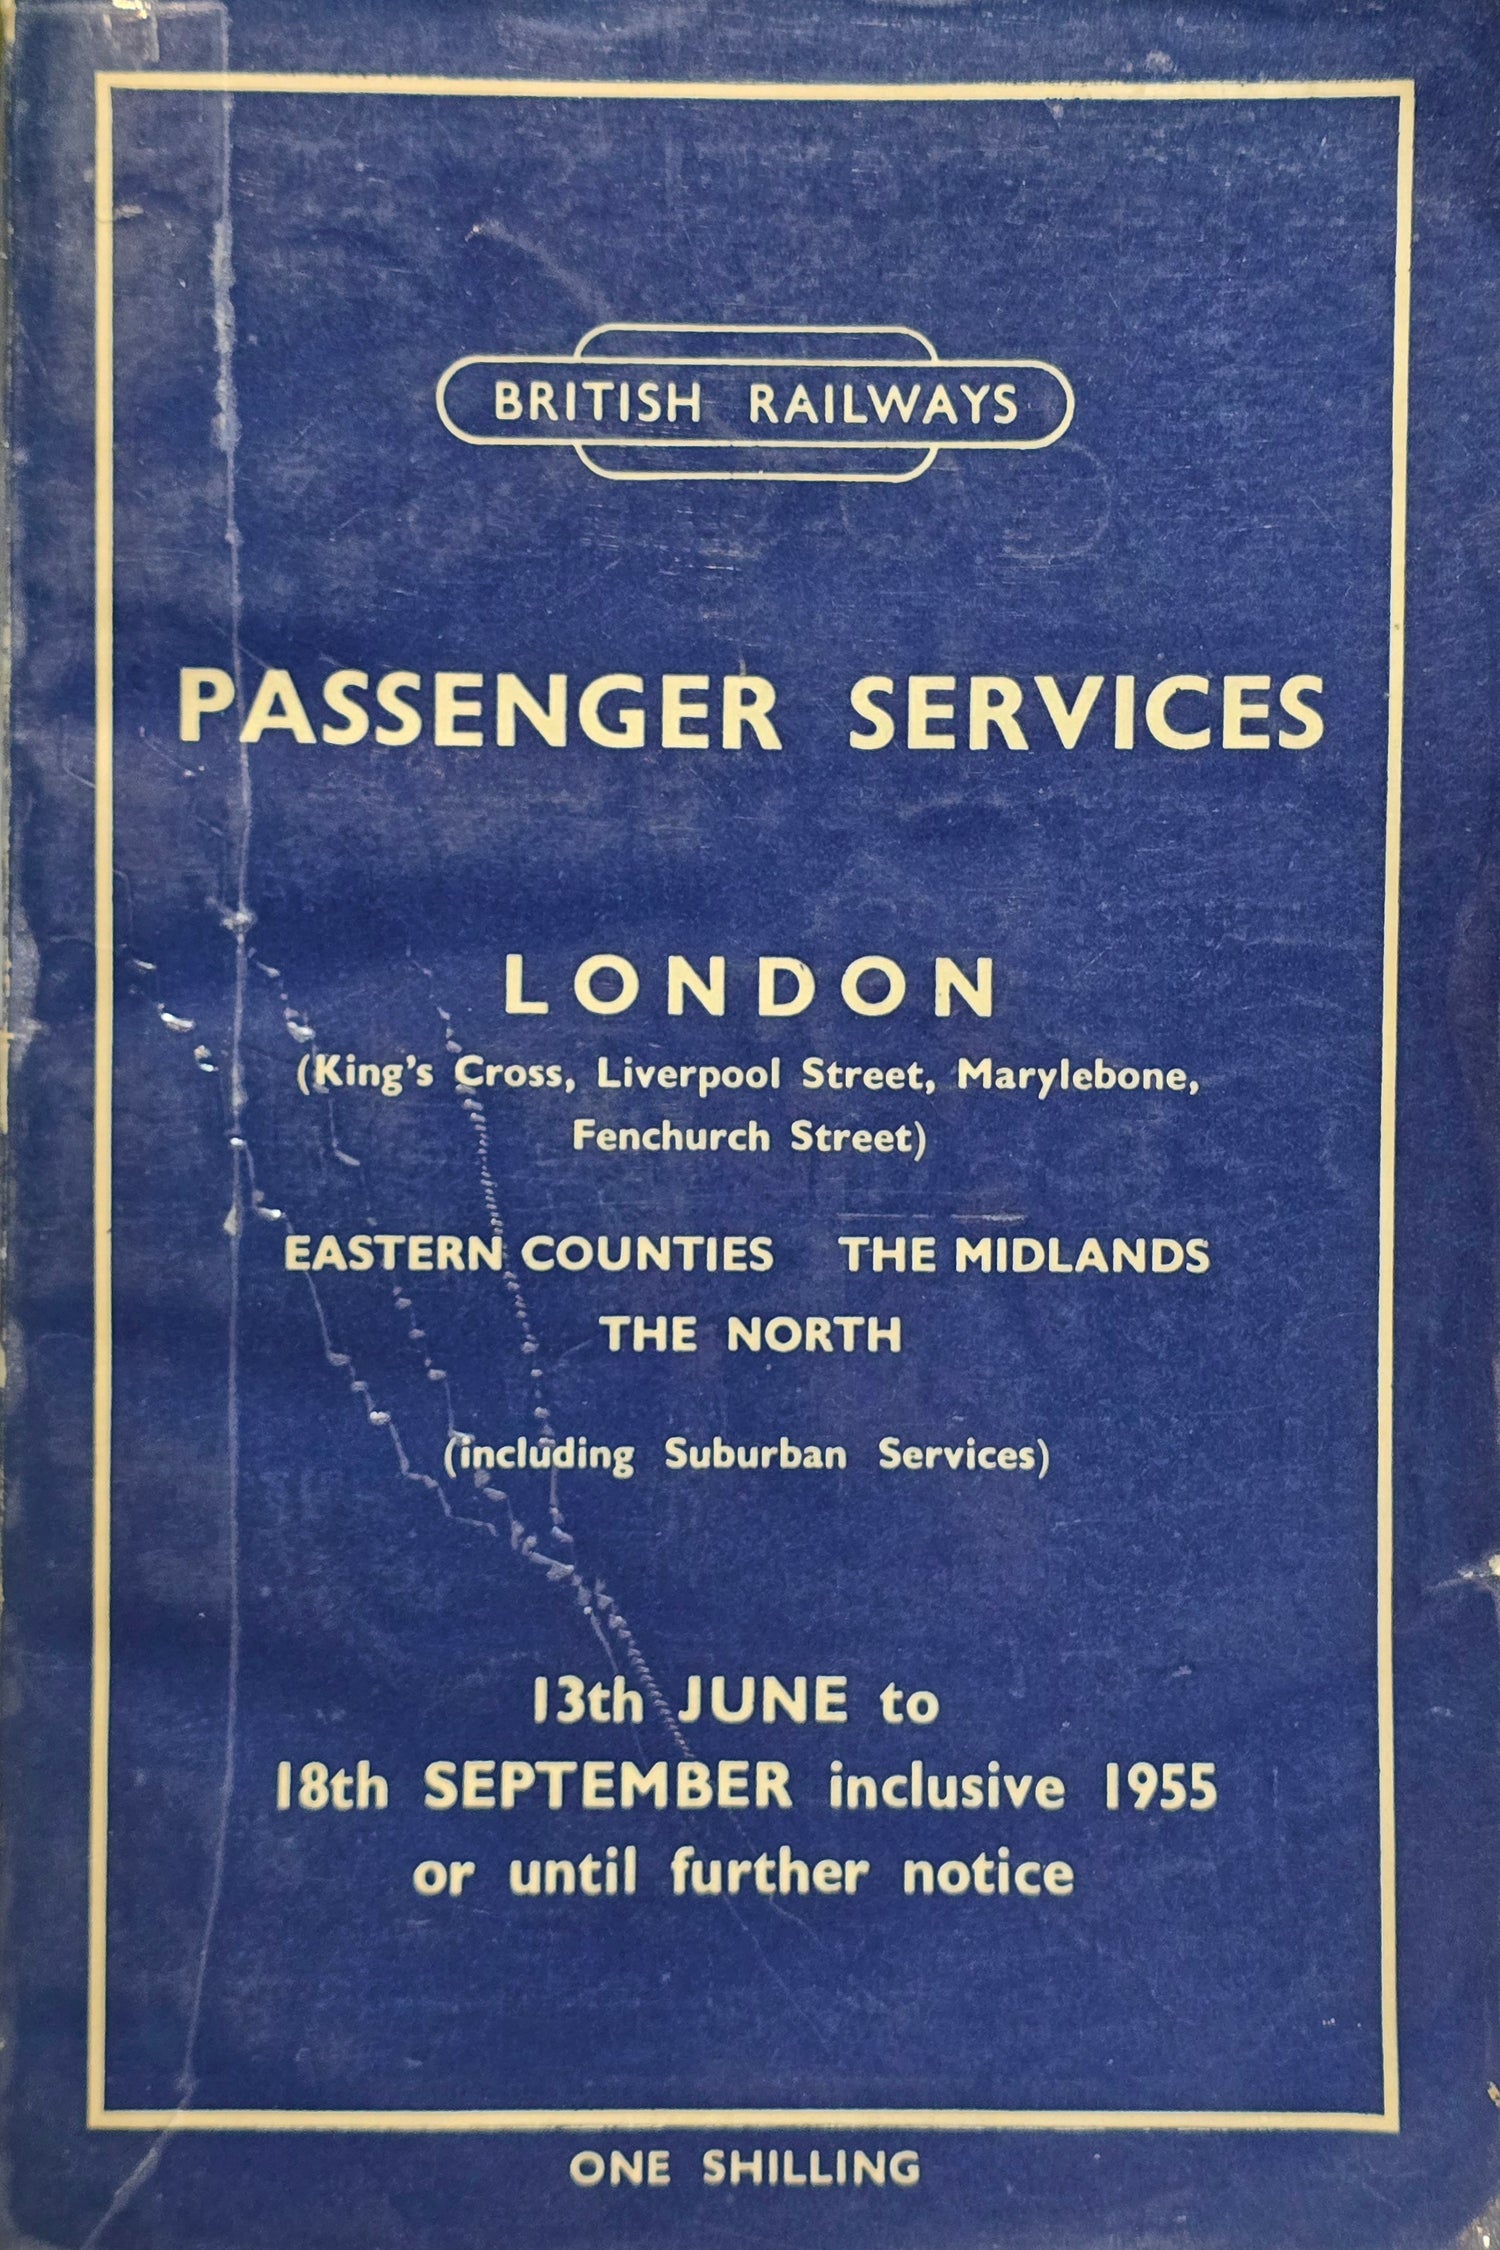 BRITISH RAILWAYS
PASSENGER SERVICES
LONDON
(King's Cross, Liverpool Street, Marylebone,
Fenchurch Street)
EASTERN COUNTIES THE MIDLANDS
THE NORTH
(including Suburban Services)
13th JUNE to
18th SEPTEMBER inclusive 1955
or until further notice
ONE SHILLING